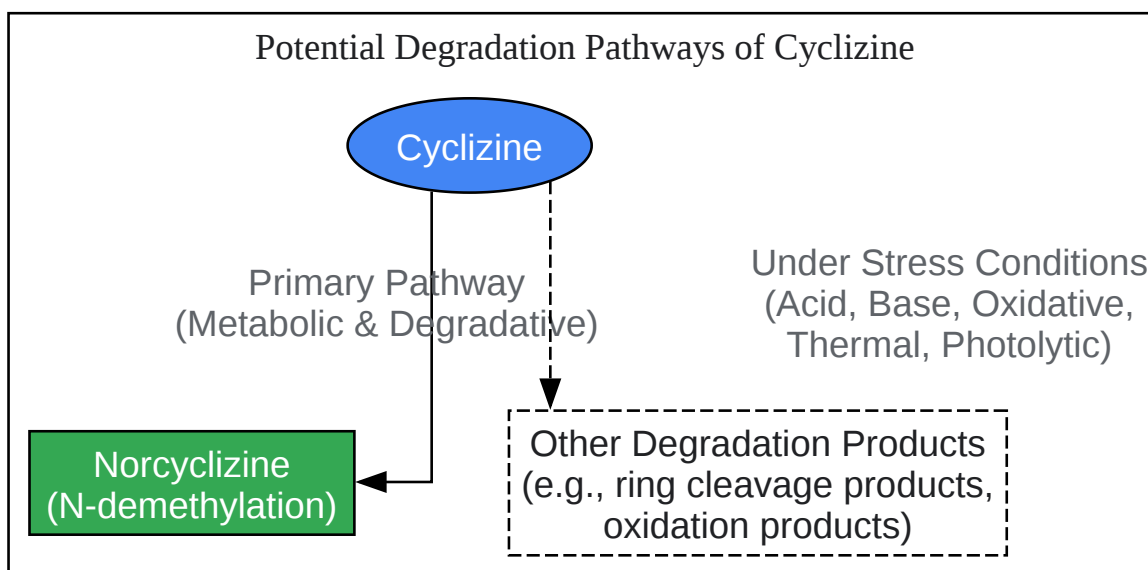 Potential Degradation Pathways of Cyclizine
Cyclizine
Primary Pathway
(Metabolic & Degradative)
Under Stress Conditions
(Acid, Base, Oxidative,
Thermal, Photolytic)
Norcyclizine
(N-demethylation)
Other Degradation Products
(e.g., ring cleavage products,
oxidation products)